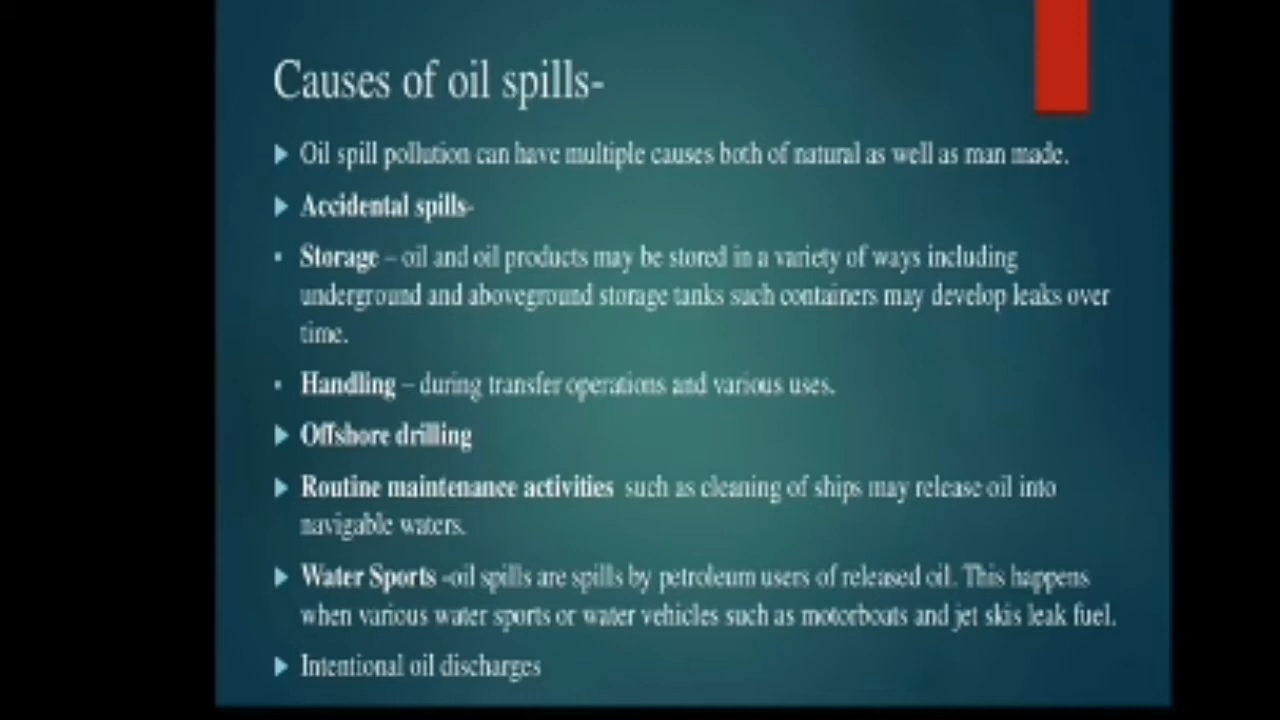 Causes of oil spills-
Oil spill pollution can have multiple causes both of natural as well as man made.
Accidental spills-
Storage – oil and oil products may be stored in a variety of ways including
underground and aboveground storage tanks such containers may develop leaks over
time.
Handling – during transfer operations and various uses.
Offshore drilling
Routine maintenance activities such as cleaning of ships may release oil into
navigable waters.
Water Sports -oil spills are spills by petroleum users of released oil. This happens
when various water sports or water vehicles such as motorboats and jet skis leak fuel.
Intentional oil discharges